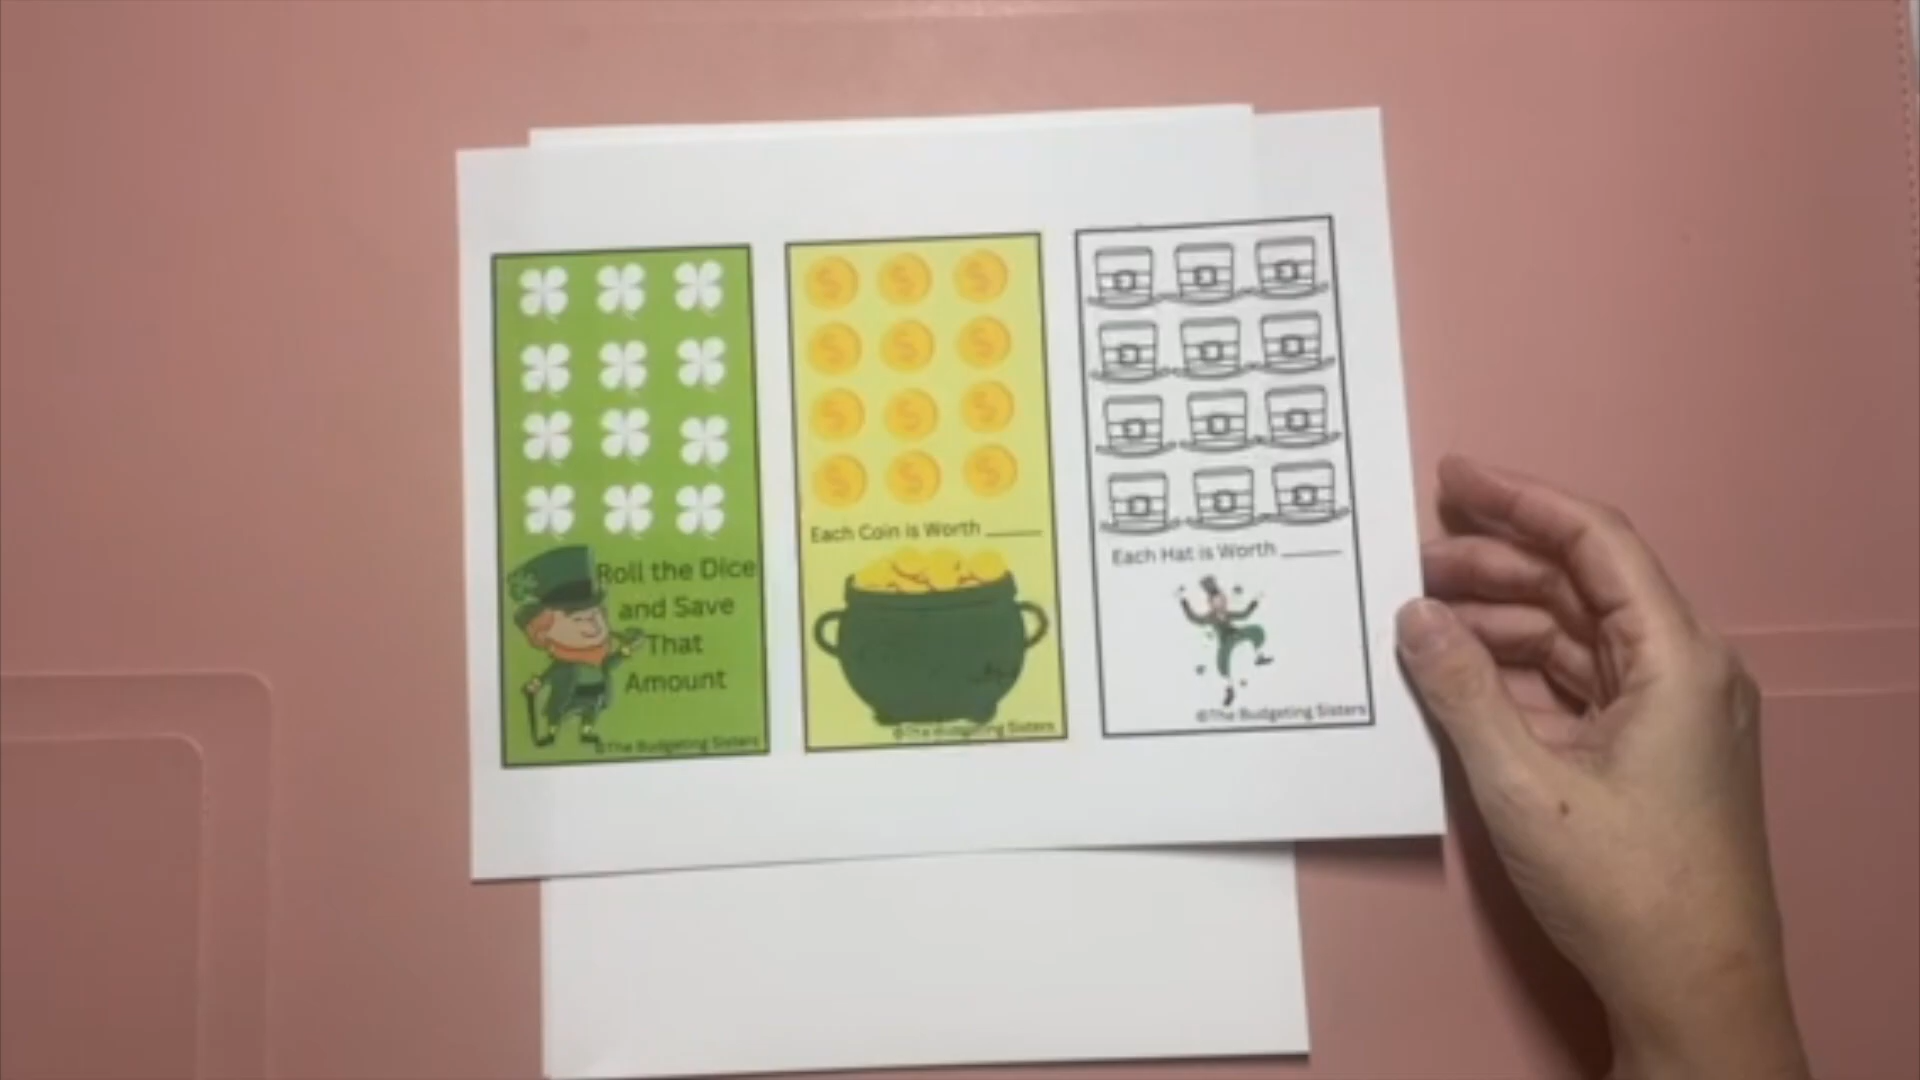 Roll the Dice
and Save
That
Amount
©The Budgeting Sisters
Each Coin is Worth ______
©The Budgeting Sisters
Each Hat is Worth ______
©The Budgeting Sisters